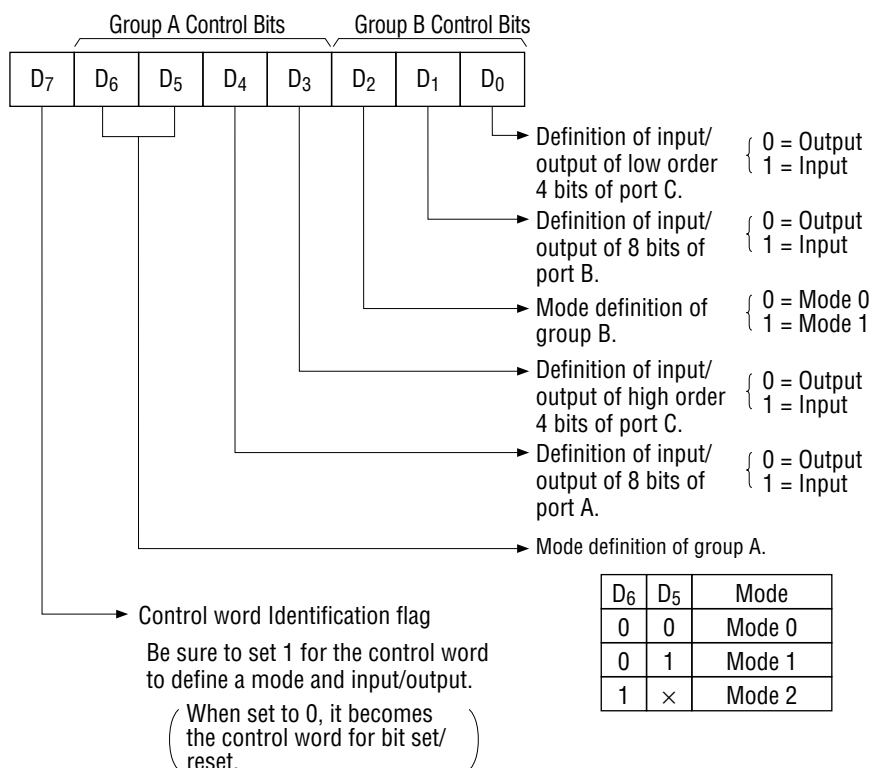 Group A Control Bits Group B Control Bits
D7 D6 D5 D4 D3 D2 D1 D0
Definition of input/
output of low order
4 bits of port C.
0 = Output
1 = Input
Definition of input/
output of 8 bits of
port B.
0 = Output
1 = Input
Mode definition of
group B.
0 = Mode 0
1 = Mode 1
Definition of input/
output of high order
4 bits of port C.
0 = Output
1 = Input
Definition of input/
output of 8 bits of
port A.
0 = Output
1 = Input
Mode definition of group A.
D6 D5 Mode
0 0 Mode 0
0 1 Mode 1
1 × Mode 2
Control word Identification flag
Be sure to set 1 for the control word
to define a mode and input/output.
When set to 0, it becomes
the control word for bit set/
reset.